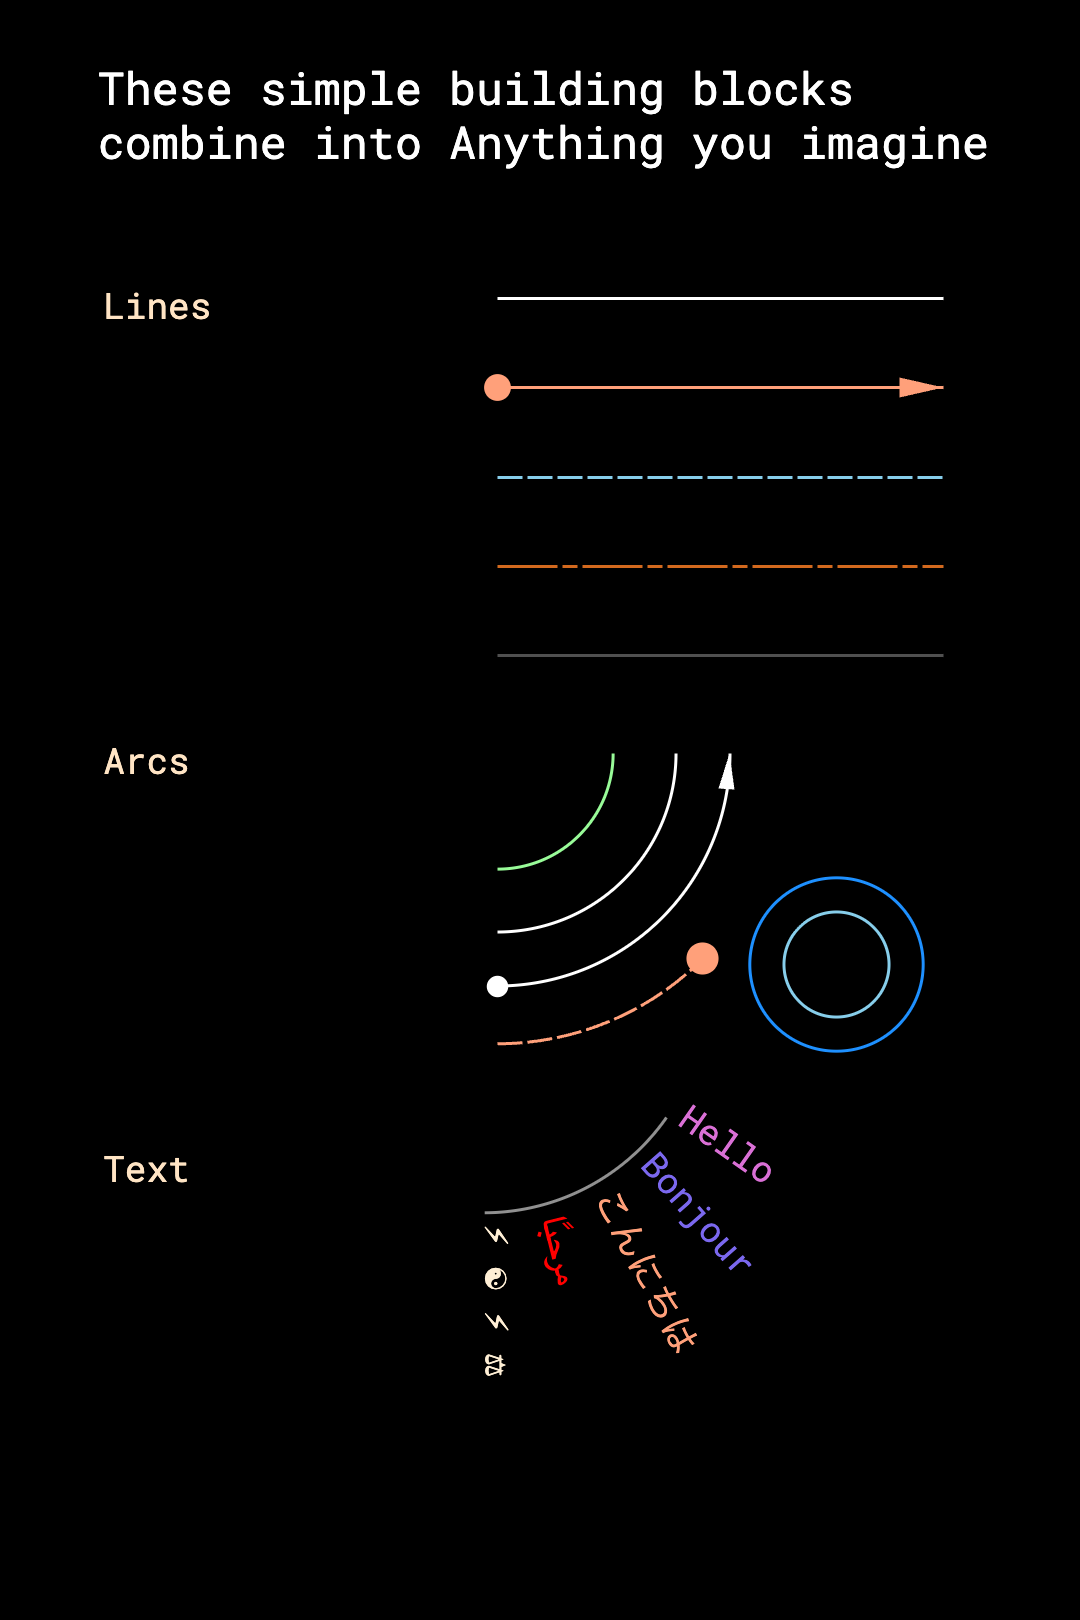 These simple building blocks
combine into Anything you imagine
Lines
Arcs
Text
Hello
Bonjour
こんにちは
مرحباً
⚡
☯
⚡
⚖